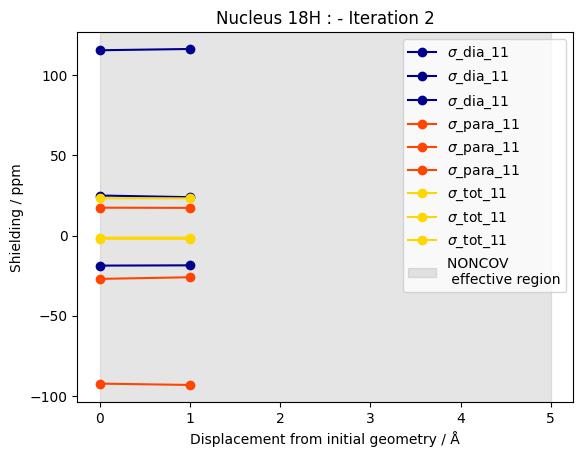 Nucleus 18H : - Iteration 2
Shielding / ppm
100
50
0
−50
−100
σ_dia_11
σ_dia_11
σ_dia_11
σ_para_11
σ_para_11
σ_para_11
σ_tot_11
σ_tot_11
σ_tot_11
NONCOV
effective region
0 1 2 3 4 5
Displacement from initial geometry / Å